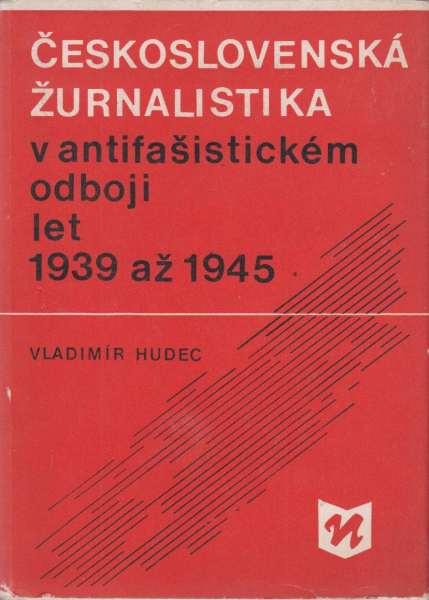 ČESKOSLOVENSKÁ
ŽURNALISTIKA
v antifašistickém
odboji
let
1939 až 1945
VLADIMÍR HUDEC
n